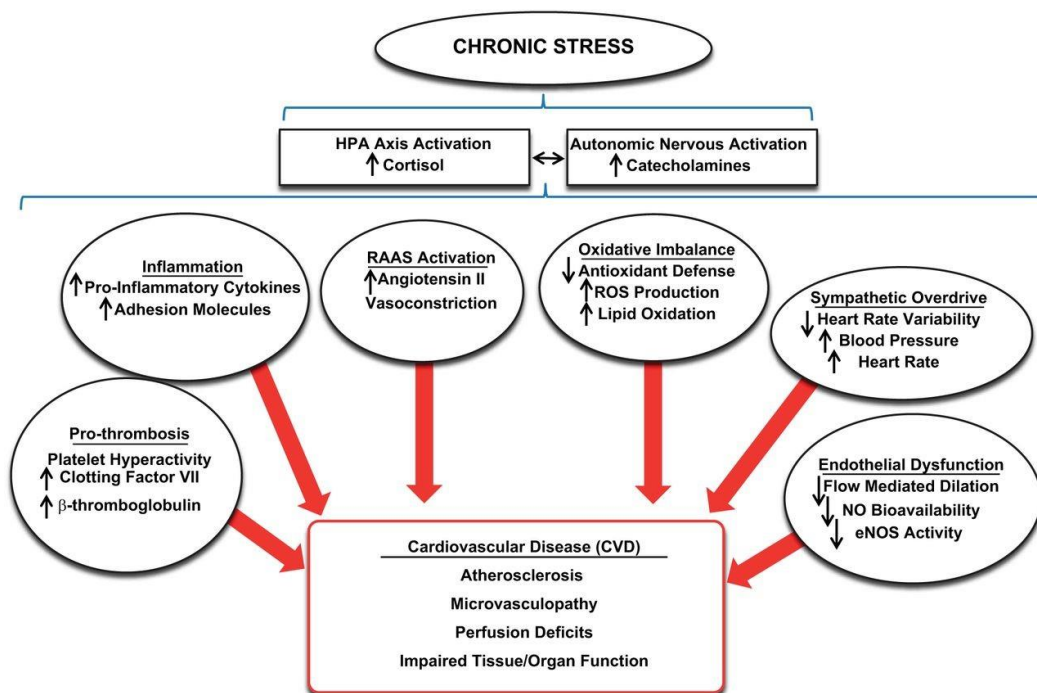 CHRONIC STRESS
HPA Axis Activation
↑ Cortisol
Autonomic Nervous Activation
↑ Catecholamines
Inflammation
↑ Pro-Inflammatory Cytokines
↑ Adhesion Molecules
RAAS Activation
↑ Angiotensin II
Vasoconstriction
Oxidative Imbalance
↓ Antioxidant Defense
↑ ROS Production
↑ Lipid Oxidation
Sympathetic Overdrive
↓ Heart Rate Variability
↑ Blood Pressure
↑ Heart Rate
Pro-thrombosis
Platelet Hyperactivity
↑ Clotting Factor VII
↑ β-thromboglobulin
Endothelial Dysfunction
↓ Flow Mediated Dilation
↓ NO Bioavailability
↓ eNOS Activity
Cardiovascular Disease (CVD)
Atherosclerosis
Microvasculopathy
Perfusion Deficits
Impaired Tissue/Organ Function